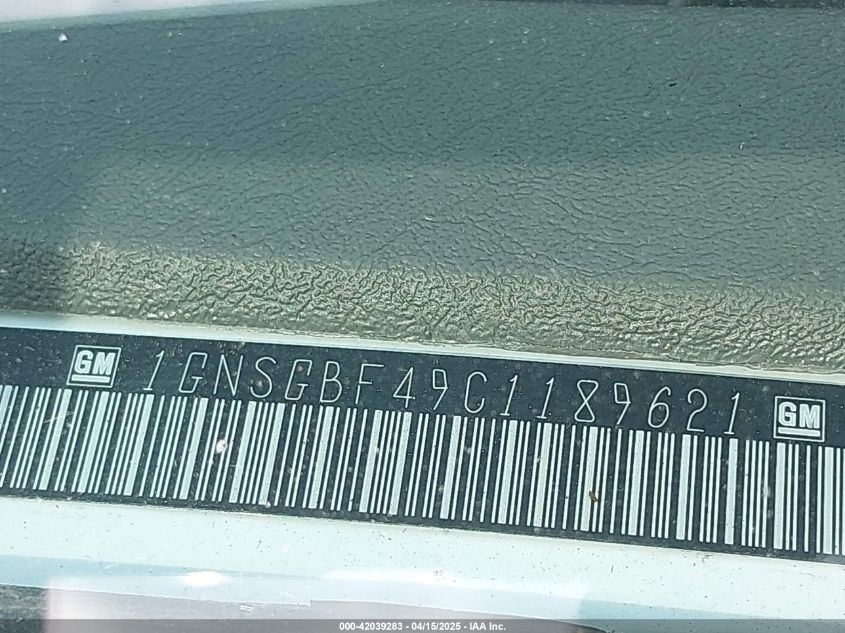 GM 1GNSGBF49C1189621 GM
000-42039283 - 04/15/2025 - IAA Inc.